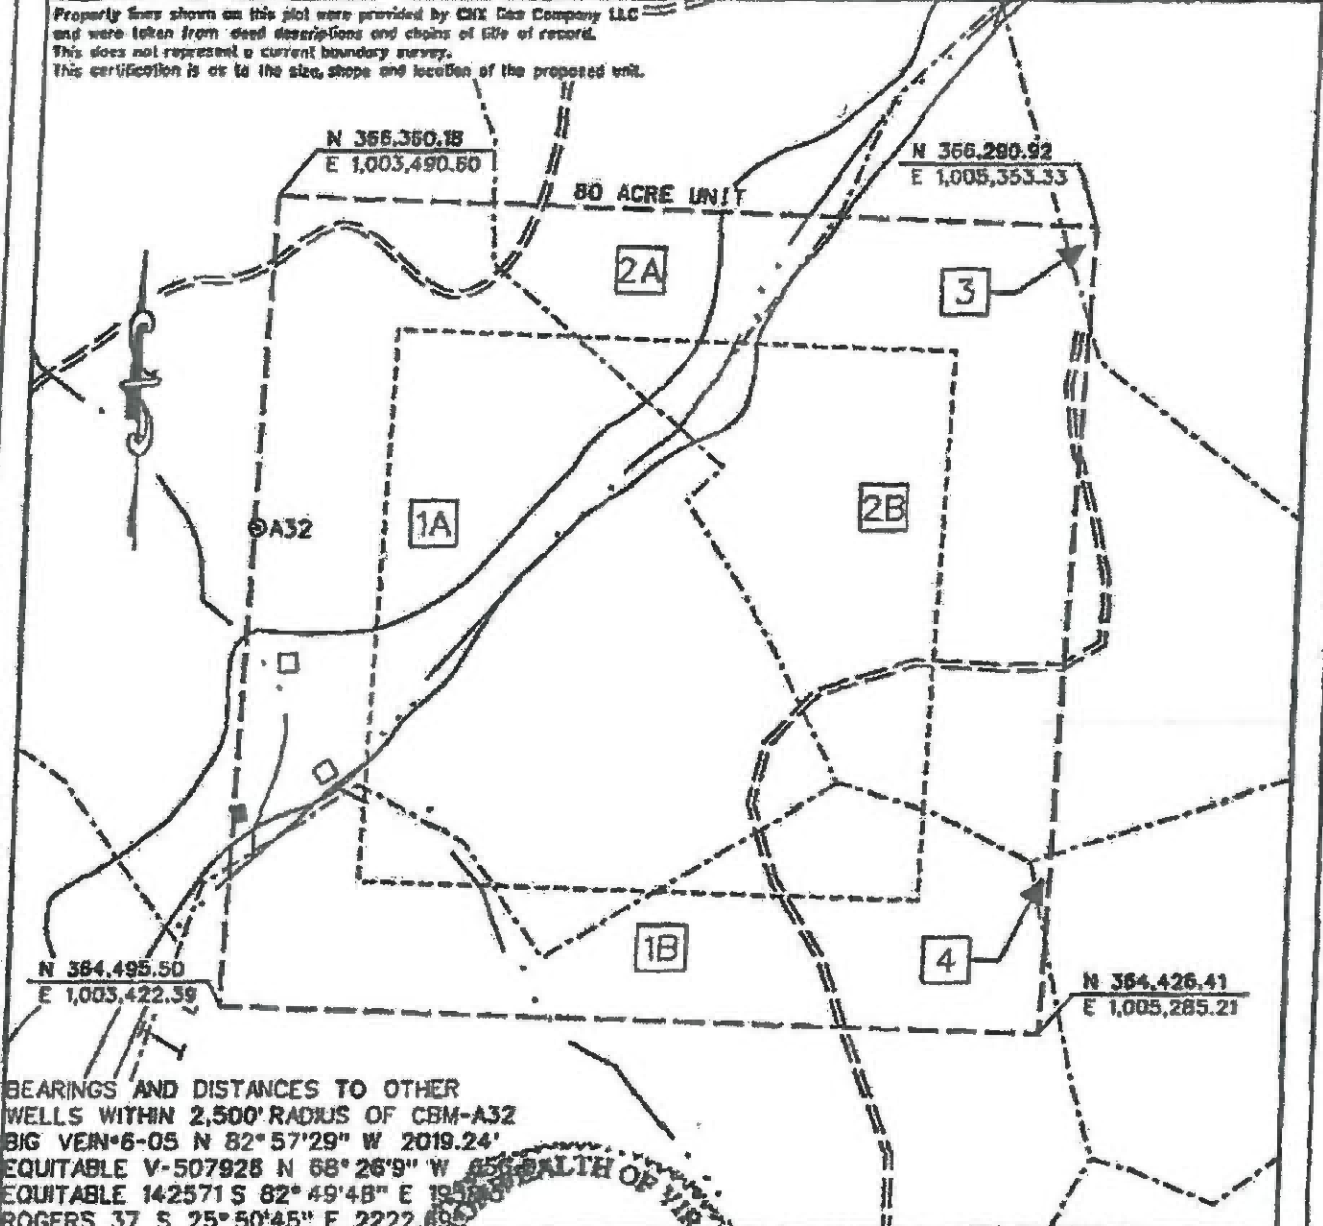 Property lines shown on this plat were provided by CNX Gas Company LLC
and were taken from deed descriptions and chains of title of record.
This does not represent a current boundary survey.
This certification is as to the size, shape and location of the proposed unit.
N 366,360.18
E 1,003,490.60
N 366,290.92
E 1,005,353.33
80 ACRE UNIT
2A
3
1A
2B
A32
1B
4
N 364,495.50
E 1,003,422.39
N 364,426.41
E 1,005,285.21
BEARINGS AND DISTANCES TO OTHER
WELLS WITHIN 2,500' RADIUS OF CBM-A32
BIG VEIN•6-05 N 82°57'29" W 2019.24'
EQUITABLE V-507928 N 68°26'9" W
EQUITABLE 142571 S 82°49'48" E
ROGERS 37 S 25°50'45" E
OF